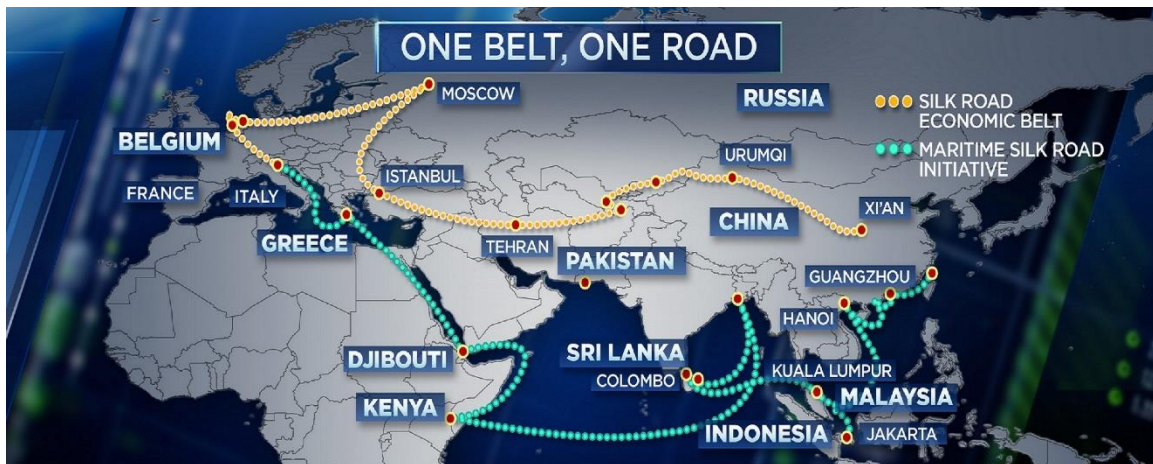 ONE BELT, ONE ROAD
MOSCOW
RUSSIA
SILK ROAD
ECONOMIC BELT
MARITIME SILK ROAD
INITIATIVE
BELGIUM
URUMQI
FRANCE
ITALY
ISTANBUL
XI'AN
GREECE
TEHRAN
CHINA
PAKISTAN
GUANGZHOU
HANOI
DJIBOUTI
SRI LANKA
COLOMBO
KUALA LUMPUR
KENYA
MALAYSIA
INDONESIA
JAKARTA